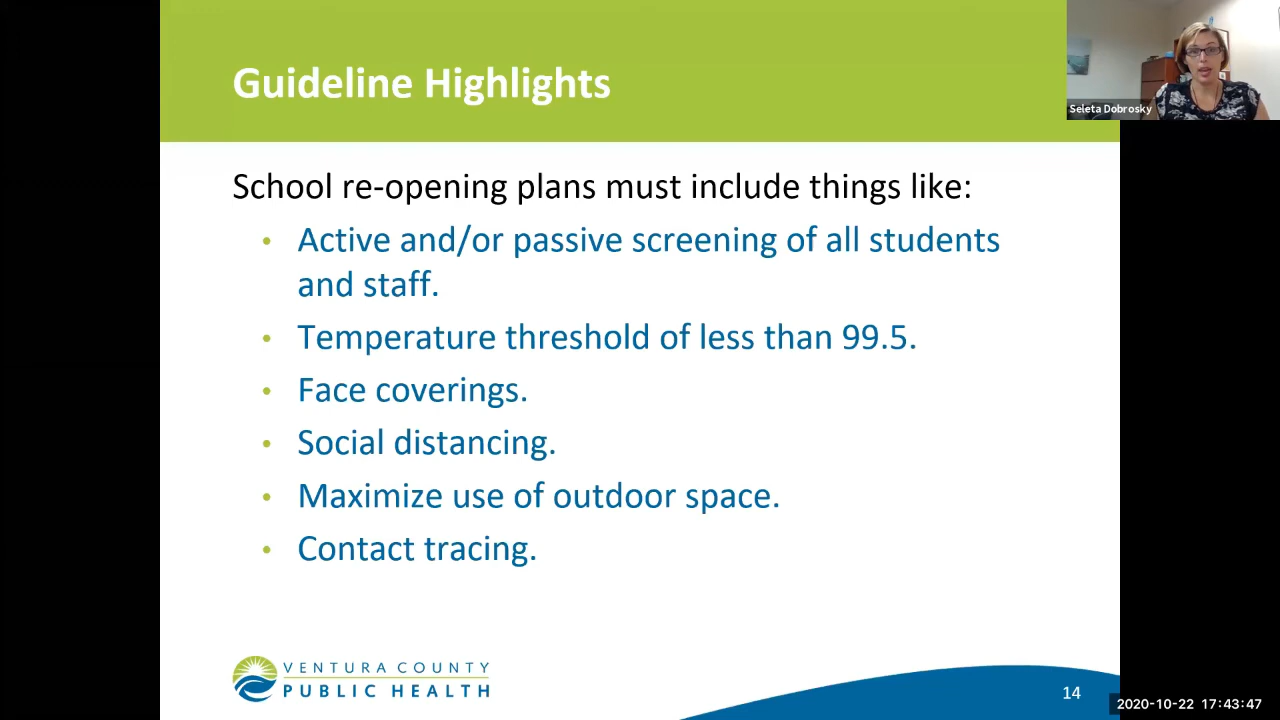 Guideline Highlights
Seleta Dobrosky
School re-opening plans must include things like:
• Active and/or passive screening of all students
and staff.
• Temperature threshold of less than 99.5.
• Face coverings.
• Social distancing.
• Maximize use of outdoor space.
• Contact tracing.
VENTURA COUNTY
PUBLIC HEALTH
14
2020-10-22 17:43:47